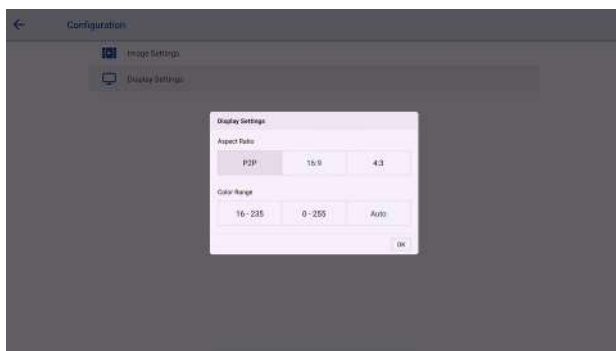 Configuration
Image Settings
Display Settings
Display Settings
Aspect Ratio
P2P 16:9 4:3
Color Range
16 - 235 0 - 255 Auto
OK